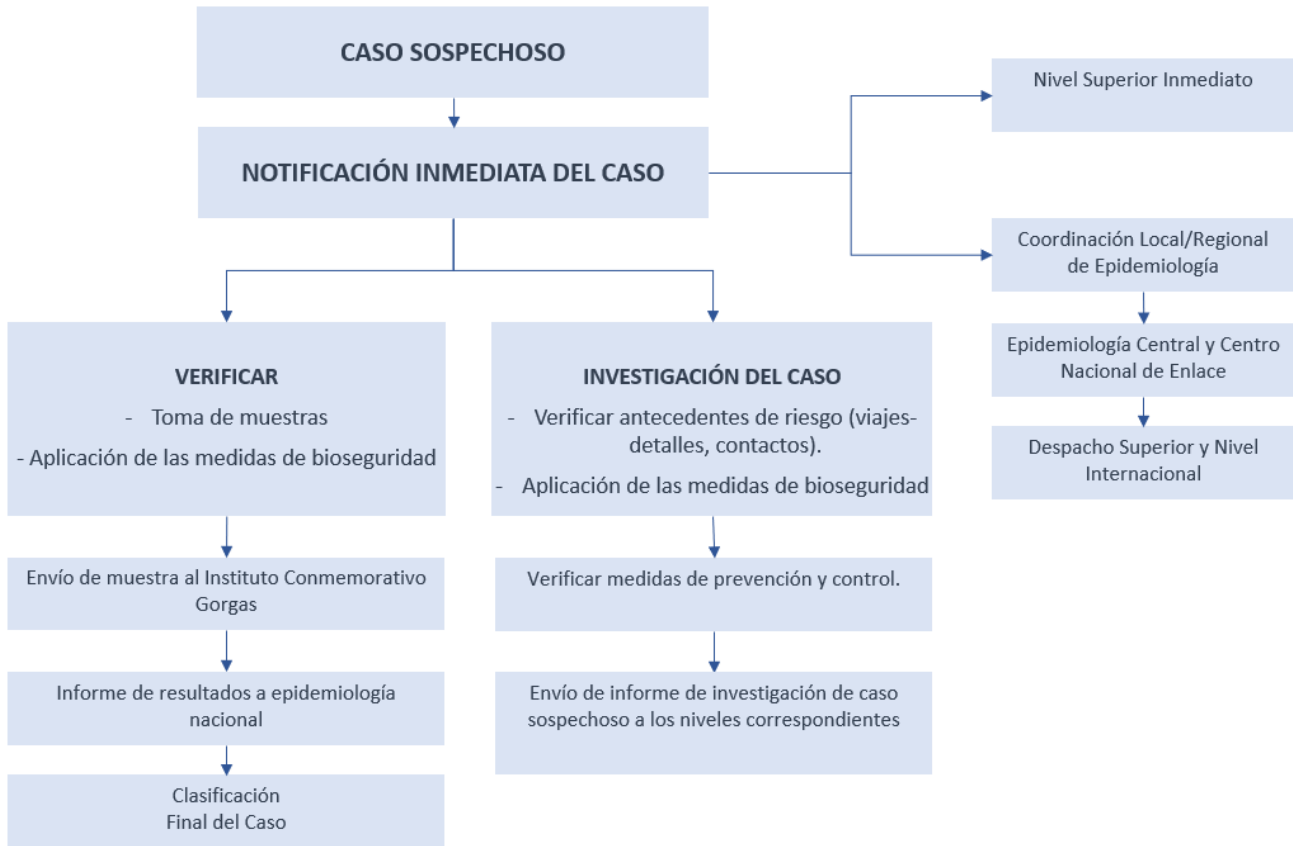 CASO SOSPECHOSO
NOTIFICACIÓN INMEDIATA DEL CASO
Nivel Superior Inmediato
Coordinación Local/Regional
de Epidemiología
Epidemiología Central y Centro
Nacional de Enlace
Despacho Superior y Nivel
Internacional
VERIFICAR
- Toma de muestras
- Aplicación de las medidas de bioseguridad
Envío de muestra al Instituto Conmemorativo
Gorgas
Informe de resultados a epidemiología
nacional
Clasificación
Final del Caso
INVESTIGACIÓN DEL CASO
- Verificar antecedentes de riesgo (viajes-
detalles, contactos).
- Aplicación de las medidas de bioseguridad
Verificar medidas de prevención y control.
Envío de informe de investigación de caso
sospechoso a los niveles correspondientes